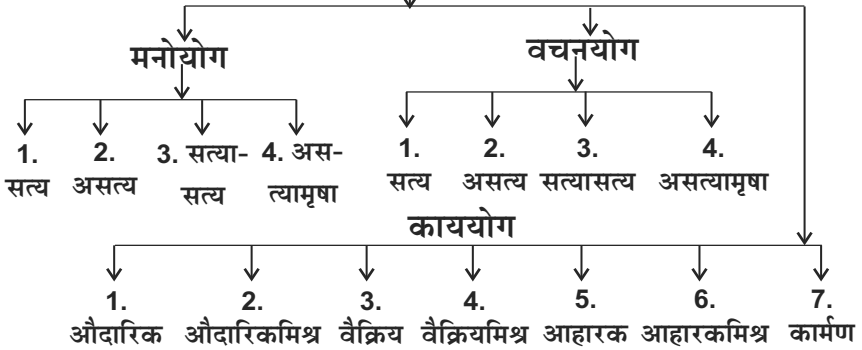 मनोयोग वचनयोग
1. 2. 3. सत्या- 4. अस- 1. 2. 3. 4.
सत्य असत्य सत्य त्यामृषा सत्य असत्य सत्यासत्य असत्यामृषा
काययोग
1. 2. 3. 4. 5. 6. 7.
औदारिक औदारिकमिश्र वैक्रिय वैक्रियमिश्र आहारक आहारकमिश्र कार्मण